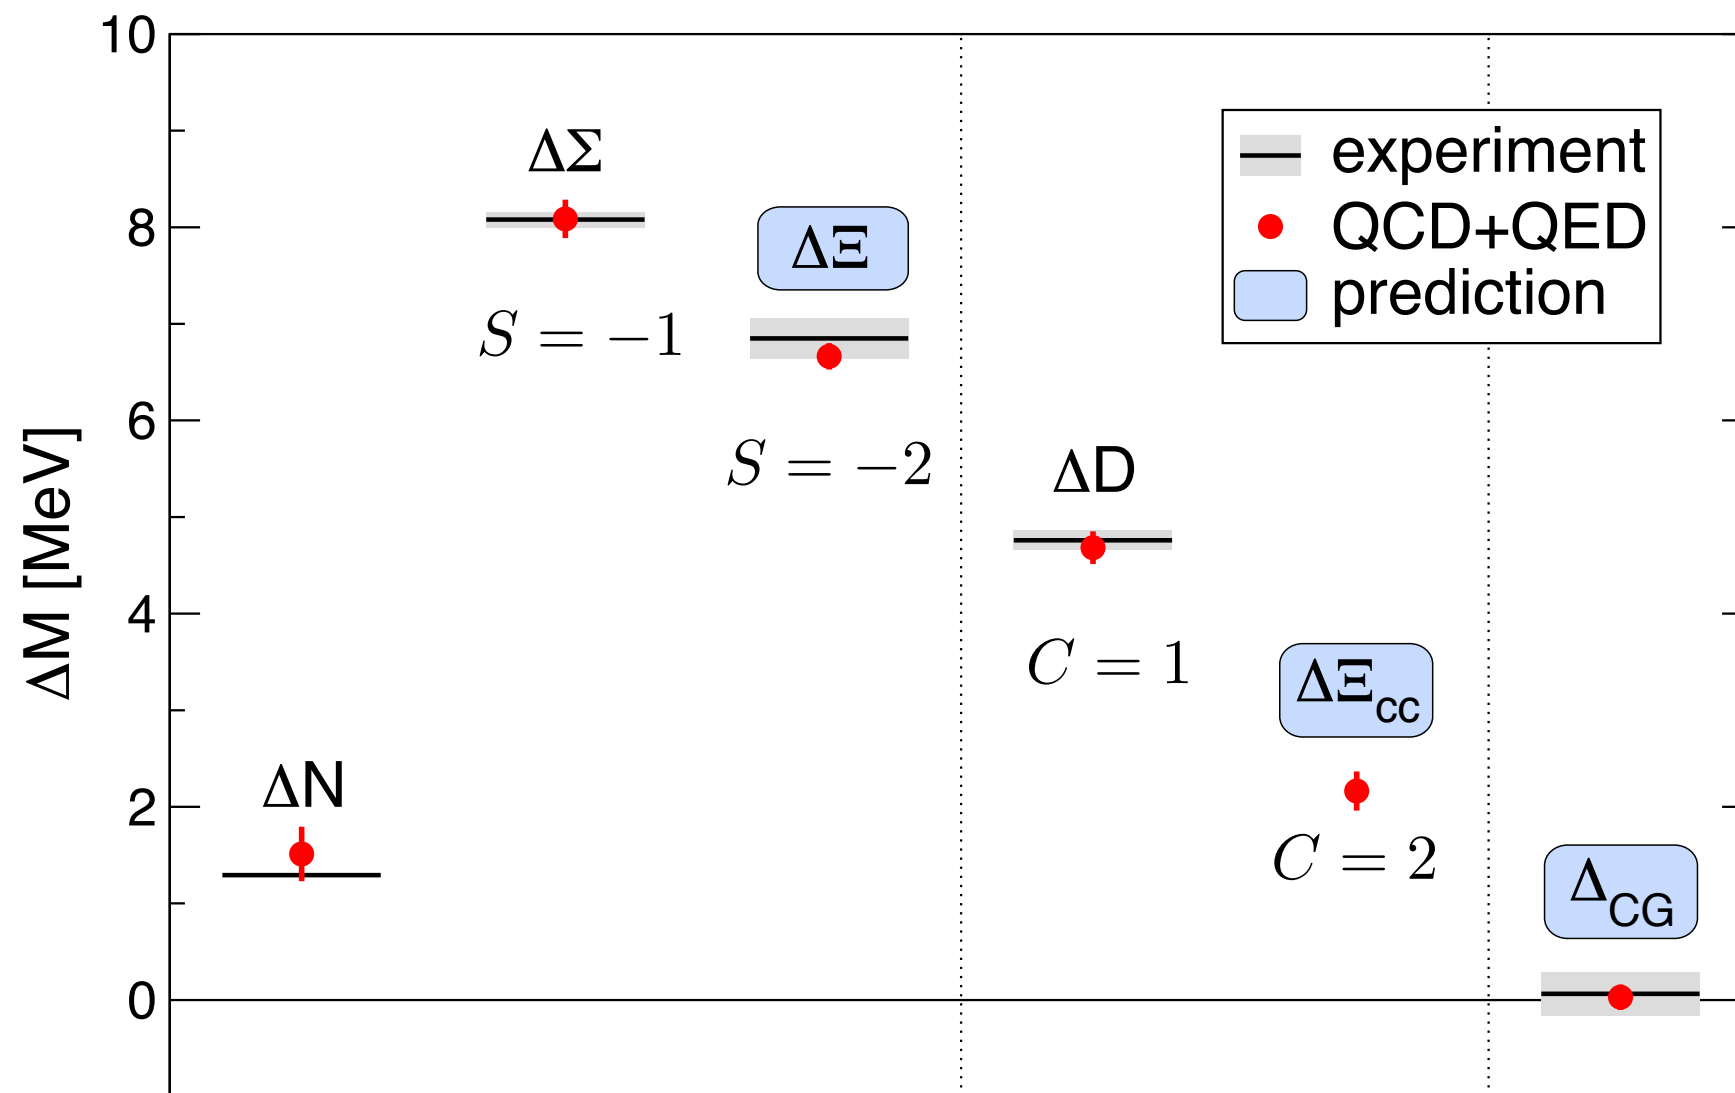 10
8
6
4
2
0
ΔM [MeV]
ΔN
ΔΣ
S = −1
ΔΞ
S = −2
ΔD
C = 1
ΔΞcc
C = 2
ΔCG
experiment
QCD+QED
prediction